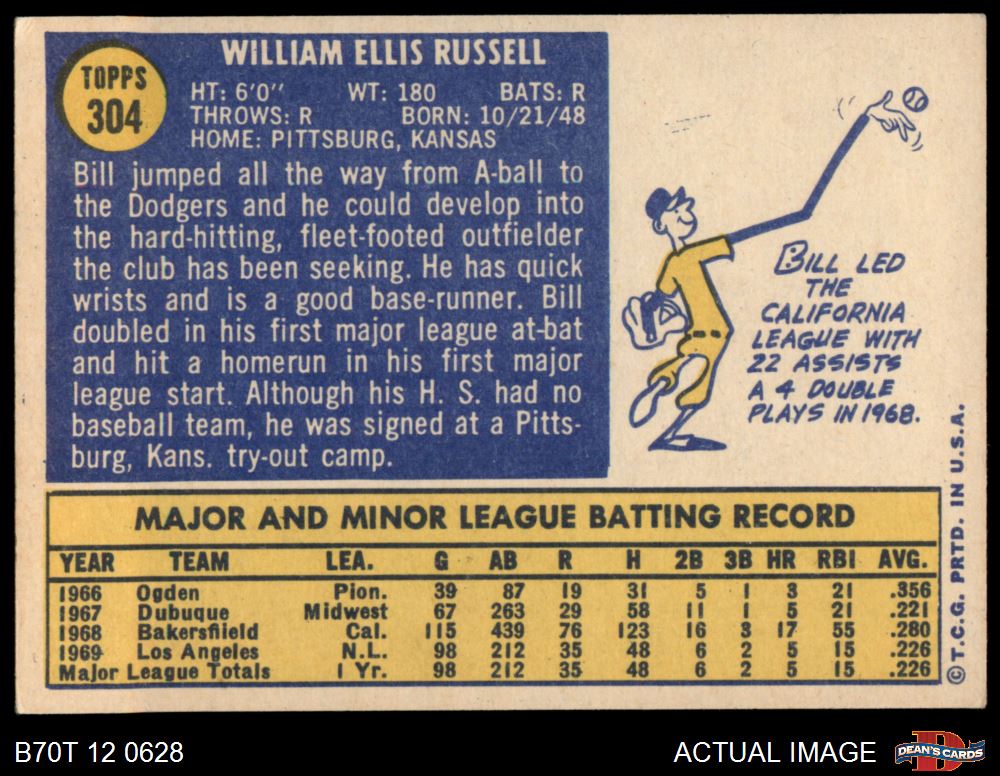 TOPPS
304
WILLIAM ELLIS RUSSELL
HT: 6'0" WT: 180 BATS: R
THROWS: R BORN: 10/21/48
HOME: PITTSBURG, KANSAS
Bill jumped all the way from A-ball to
the Dodgers and he could develop into
the hard-hitting, fleet-footed outfielder
the club has been seeking. He has quick
wrists and is a good base-runner. Bill
doubled in his first major league at-bat
and hit a homerun in his first major
league start. Although his H. S. had no
baseball team, he was signed at a Pitts-
burg, Kans. try-out camp.
BILL LED
THE
CALIFORNIA
LEAGUE WITH
22 ASSISTS
A 4 DOUBLE
PLAYS IN 1968.
MAJOR AND MINOR LEAGUE BATTING RECORD
YEAR TEAM LEA. G AB R H 2B 3B HR RBI AVG.
1966 Ogden Pion. 39 87 19 31 5 1 3 21 .356
1967 Dubuque Midwest 67 263 29 58 11 1 5 21 .221
1968 Bakersfiield Cal. 115 439 76 123 16 3 17 55 .280
1969 Los Angeles N.L. 98 212 35 48 6 2 5 15 .226
Major League Totals 1 Yr. 98 212 35 48 6 2 5 15 .226
© T.C.G. PRTD. IN U.S.A.
B70T 12 0628
ACTUAL IMAGE
D
DEAN'S CARDS